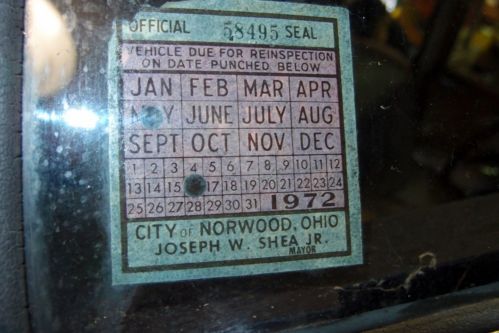 OFFICIAL 58495 SEAL
VEHICLE DUE FOR REINSPECTION
ON DATE PUNCHED BELOW
JAN FEB MAR APR
MAY JUNE JULY AUG
SEPT OCT NOV DEC
1 2 3 4 5 6 7 8 9 10 11 12
13 14 15 17 18 19 20 21 22 23 24
25 26 27 28 29 30 31 1972
CITY OF NORWOOD, OHIO
JOSEPH W. SHEA JR.
MAYOR